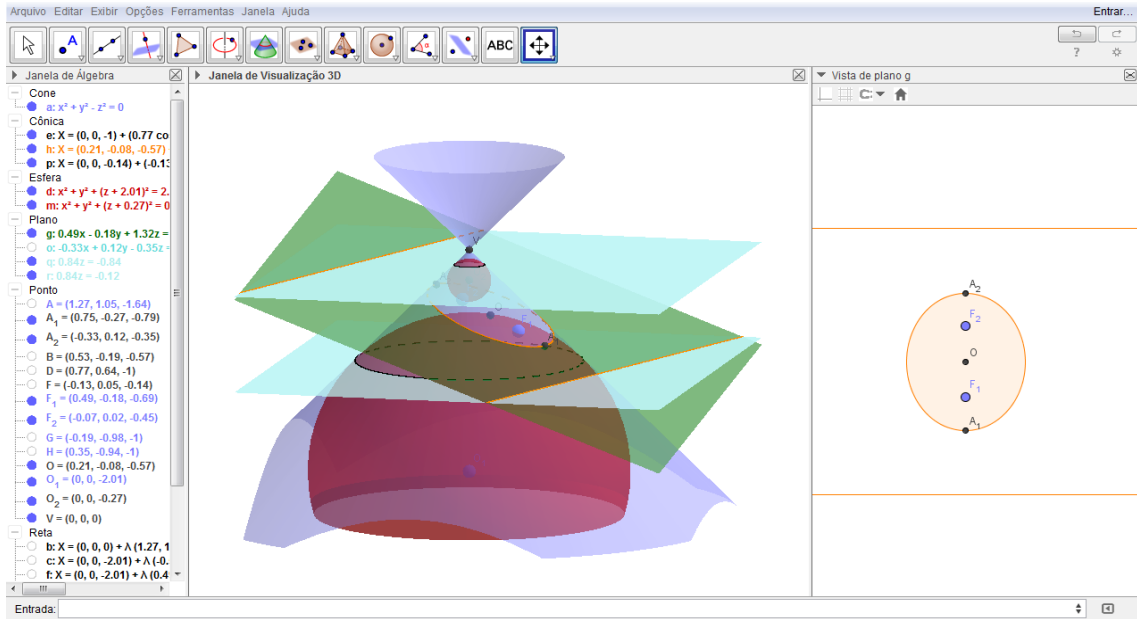 Arquivo Editar Exibir Opções Ferramentas Janela Ajuda
Entrar...
A
ABC
α
?
Janela de Álgebra
Janela de Visualização 3D
Vista de plano g
Cone
a: x² + y² - z² = 0
Cônica
e: X = (0, 0, -1) + (0.77 co
h: X = (0.21, -0.08, -0.57)
p: X = (0, 0, -0.14) + (-0.13
Esfera
d: x² + y² + (z + 2.01)² = 2.
m: x² + y² + (z + 0.27)² = 0
Plano
g: 0.49x - 0.18y + 1.32z =
o: -0.33x + 0.12y - 0.35z =
q: 0.84z = -0.84
r: 0.84z = -0.12
Ponto
A = (1.27, 1.05, -1.64)
A₁ = (0.75, -0.27, -0.79)
A₂ = (-0.33, 0.12, -0.35)
B = (0.53, -0.19, -0.57)
D = (0.77, 0.64, -1)
F = (-0.13, 0.05, -0.14)
F₁ = (0.49, -0.18, -0.69)
F₂ = (-0.07, 0.02, -0.45)
G = (-0.19, -0.98, -1)
H = (0.35, -0.94, -1)
O = (0.21, -0.08, -0.57)
O₁ = (0, 0, -2.01)
O₂ = (0, 0, -0.27)
V = (0, 0, 0)
Reta
b: X = (0, 0, 0) + λ (1.27, 1
c: X = (0, 0, -2.01) + λ (-0.
f: X = (0, 0, -2.01) + λ (0.4
V
A₂
F₂
O
F₁
A₁
Entrada: